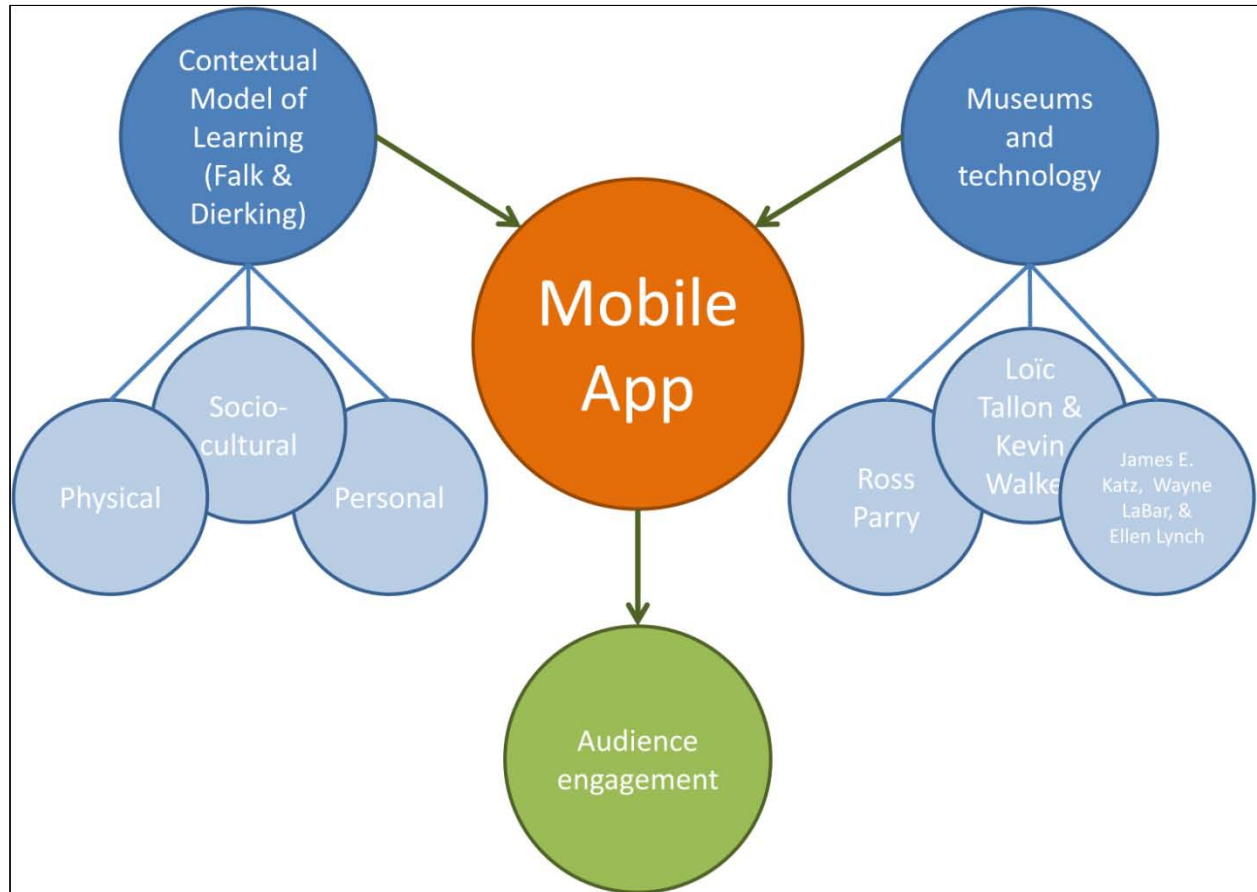 Contextual
Model of
Learning
(Falk &
Dierking)
Museums
and
technology
Mobile
App
Socio-
cultural
Physical
Personal
Loïc
Tallon &
Kevin
Walke
Ross
Parry
James E.
Katz, Wayne
LaBar, &
Ellen Lynch
Audience
engagement